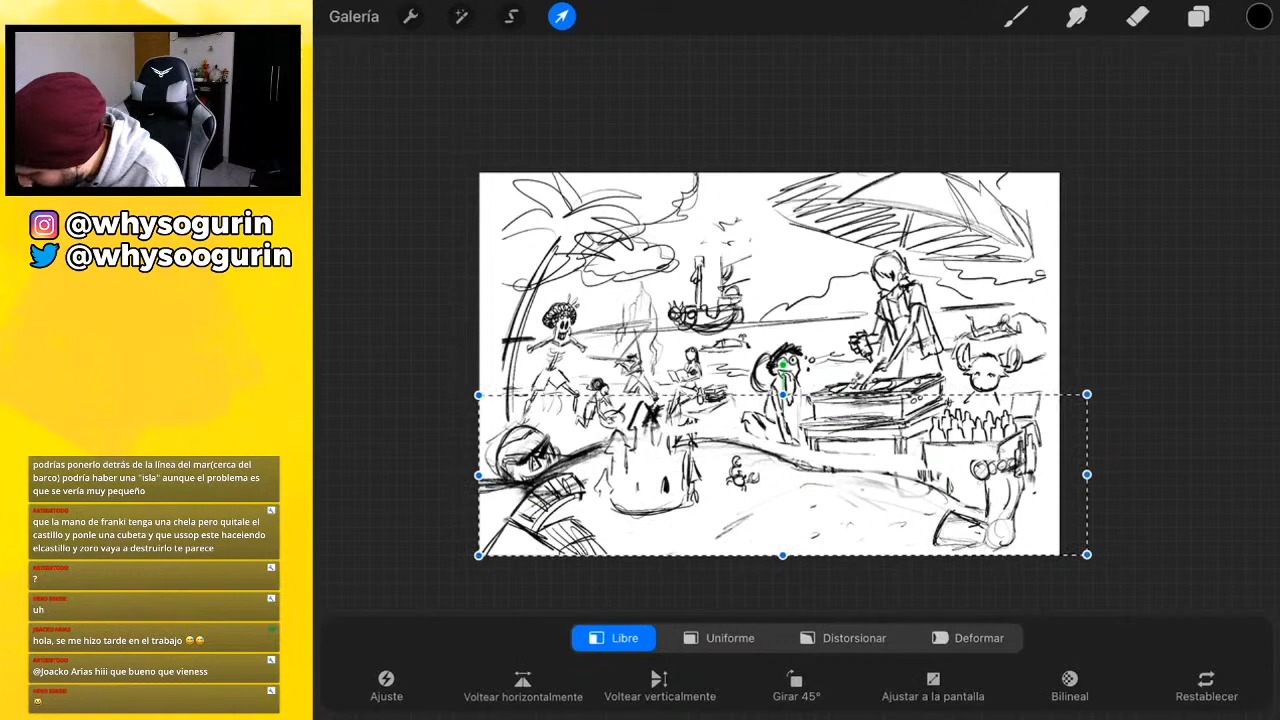 Galería
@whysogurin
@whysoogurin
podrías ponerlo detrás de la línea del mar(cerca del
barco) podría haber una "isla" aunque el problema es
que se vería muy pequeño
que la mano de franki tenga una chela pero quitale el
castillo y ponle una cubeta y que ussop este haceiendo
elcastillo y zoro vaya a destruirlo te parece
?
uh
JOACKO ARIAS
hola, se me hizo tarde en el trabajo 😅😅
@Joacko Arias hiii que bueno que vieness
Libre
Uniforme
Distorsionar
Deformar
Ajuste
Voltear horizontalmente
Voltear verticalmente
Girar 45°
Ajustar a la pantalla
Bilineal
Restablecer